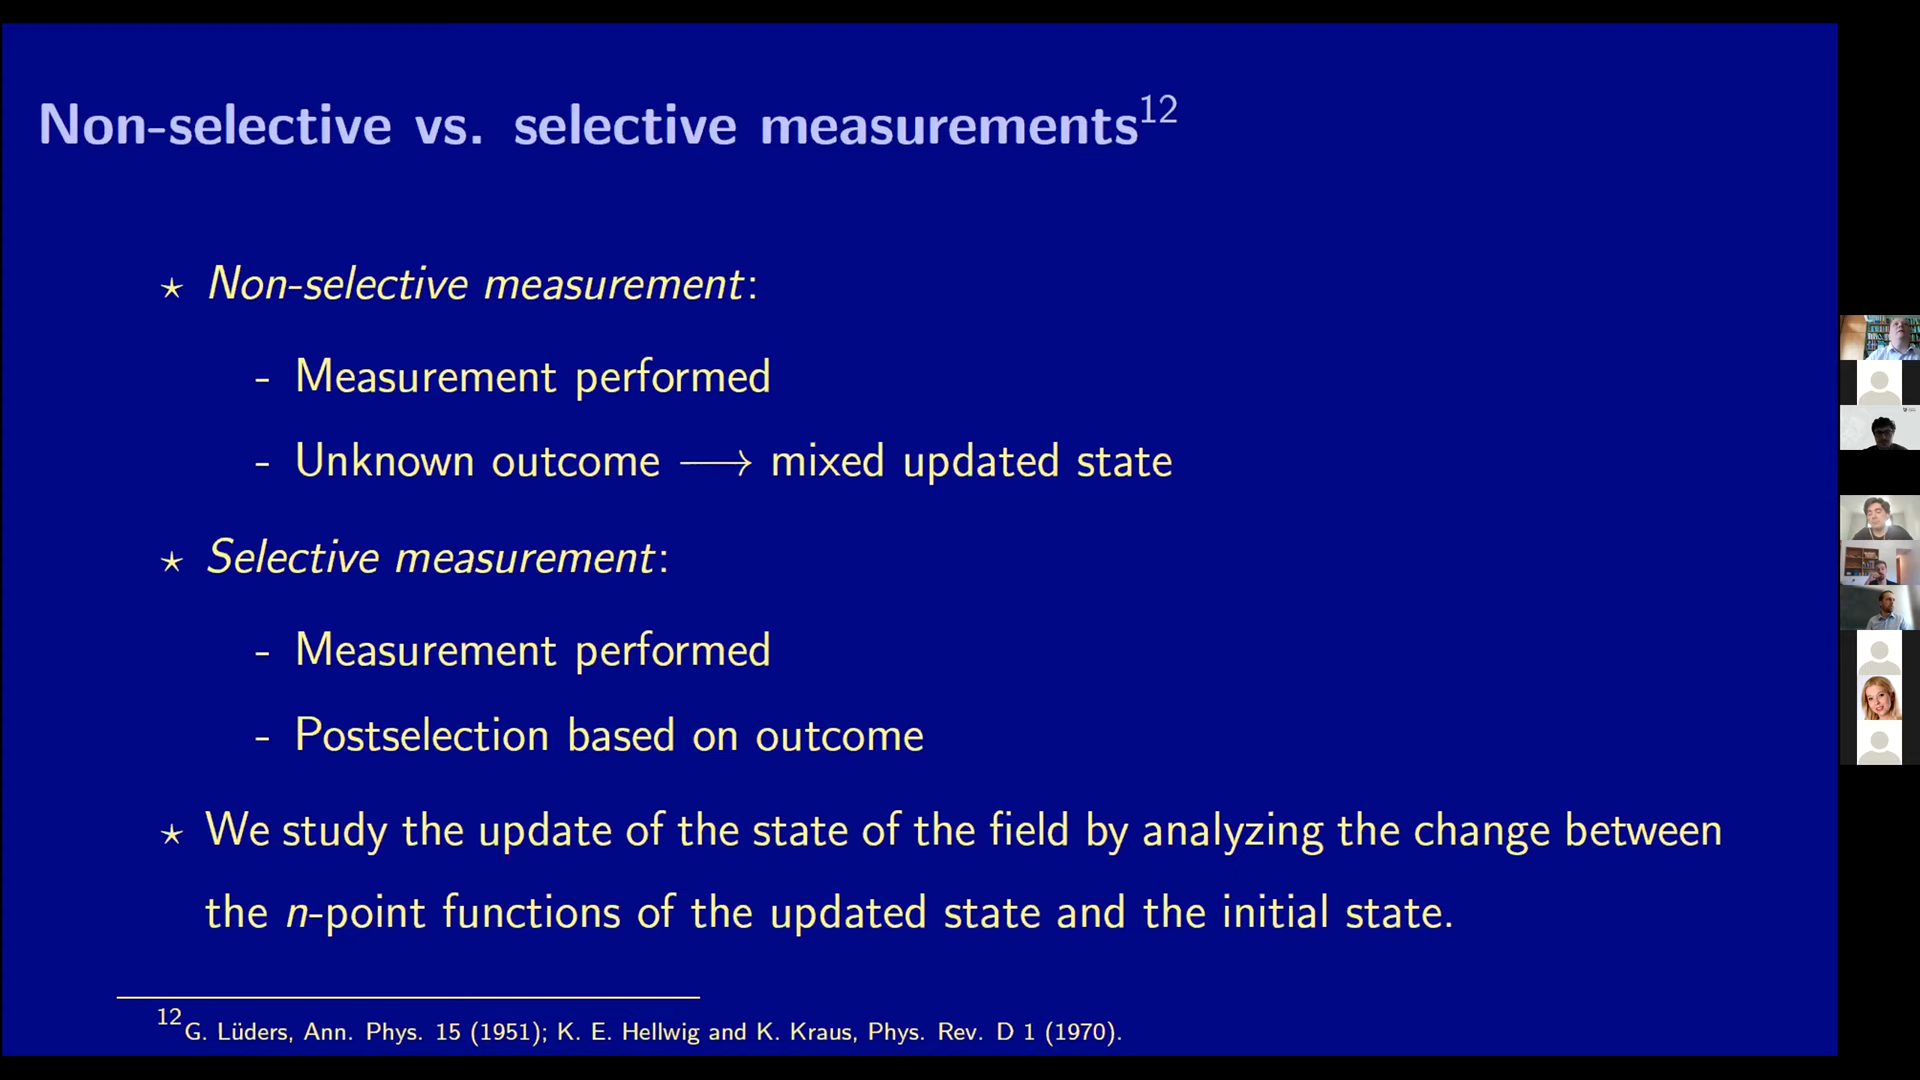 Non-selective vs. selective measurements¹²
⋆ Non-selective measurement:
- Measurement performed
- Unknown outcome ⟶ mixed updated state
⋆ Selective measurement:
- Measurement performed
- Postselection based on outcome
⋆ We study the update of the state of the field by analyzing the change between
the n-point functions of the updated state and the initial state.
¹²G. Lüders, Ann. Phys. 15 (1951); K. E. Hellwig and K. Kraus, Phys. Rev. D 1 (1970).